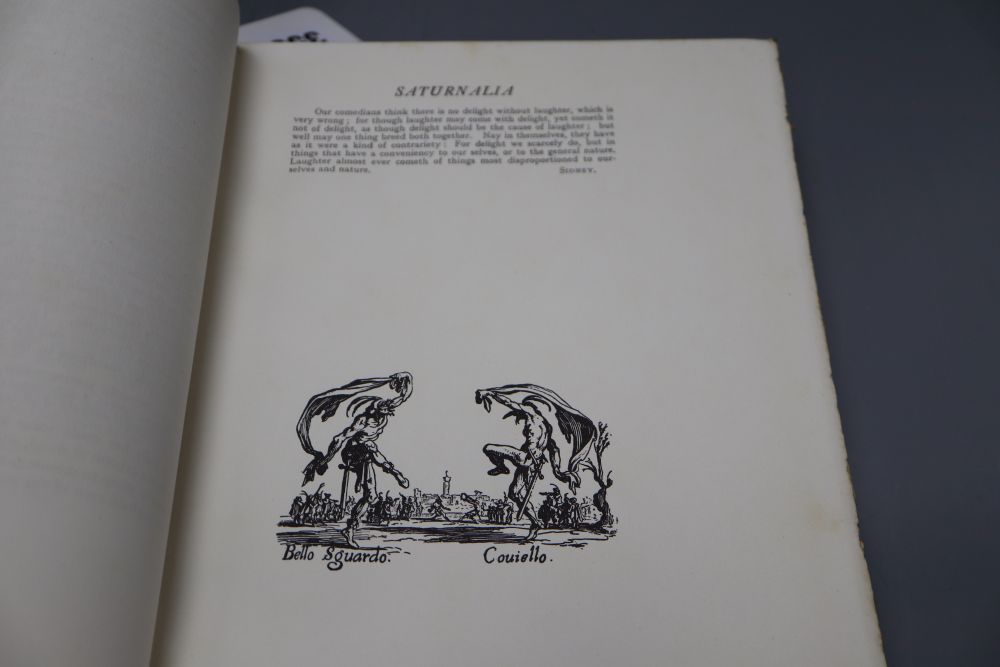 SATURNALIA
Our comedians think there is no delight without laughter, which is
very wrong; for though laughter may come with delight, yet cometh it
not of delight, as though delight should be the cause of laughter; but
well may one thing breed both together. Nay in themselves, they have
as it were a kind of contrariety: For delight we scarcely do, but in
things that have a conveniency to our selves, or to the general nature.
Laughter almost ever cometh of things most disproportioned to our-
selves and nature. SIDNEY.
Bello Sguardo. Couiello.